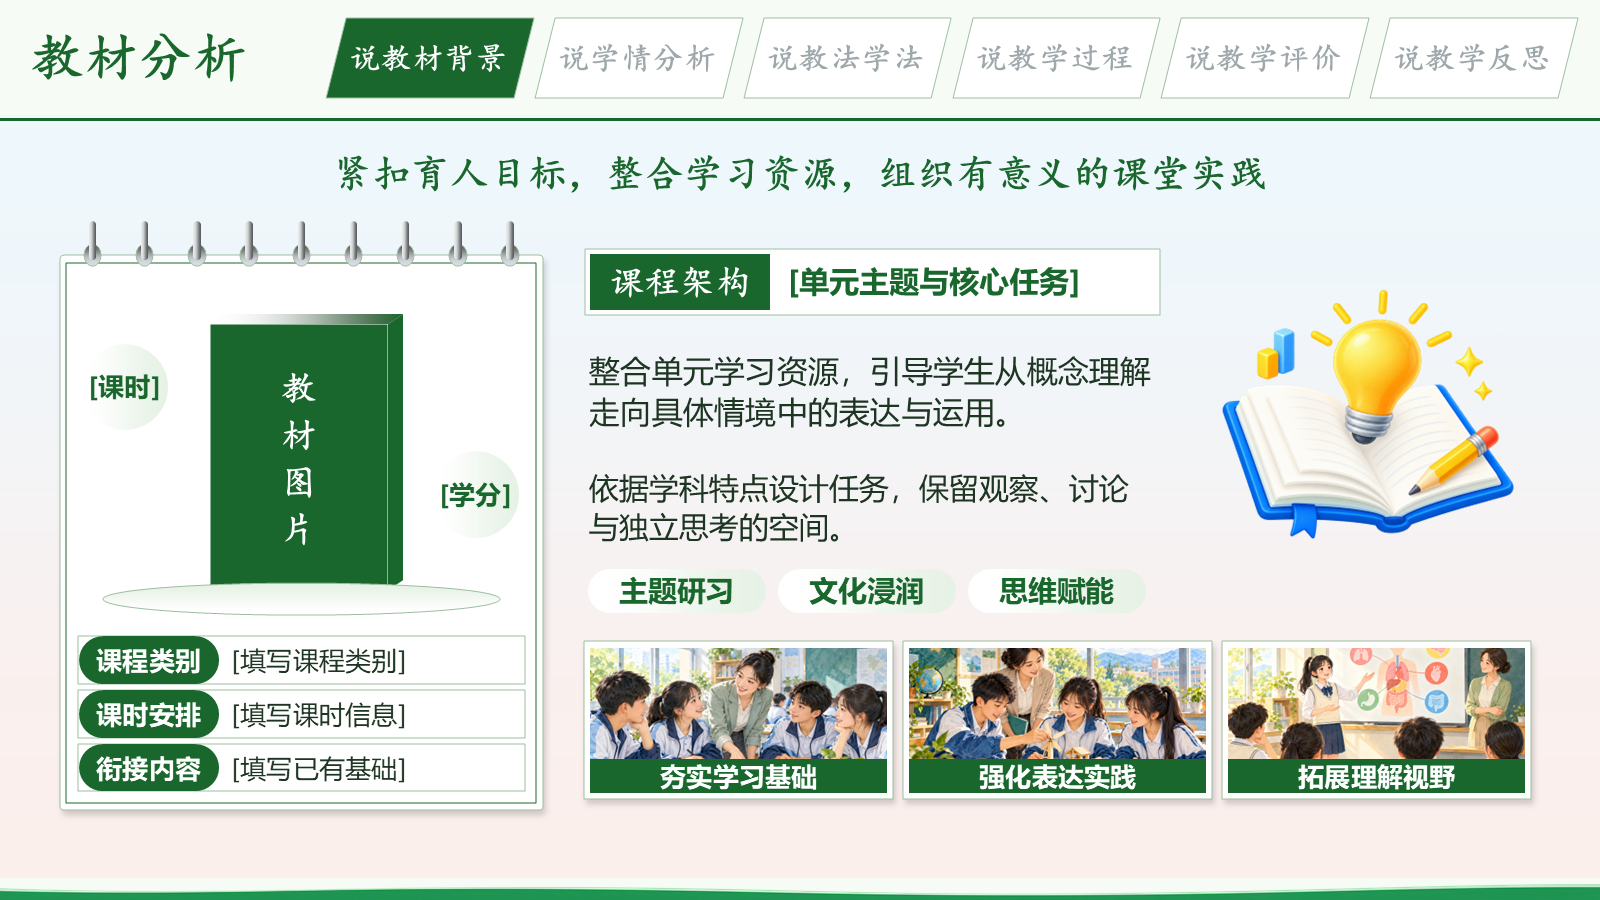 教材分析
说教材背景
说学情分析
说教法学法
说教学过程
说教学评价
说教学反思
紧扣育人目标，整合学习资源，组织有意义的课堂实践
[课时]
教材图片
[学分]
课程类别 [填写课程类别]
课时安排 [填写课时信息]
衔接内容 [填写已有基础]
课程架构 [单元主题与核心任务]
整合单元学习资源，引导学生从概念理解
走向具体情境中的表达与运用。
依据学科特点设计任务，保留观察、讨论
与独立思考的空间。
主题研习
文化浸润
思维赋能
夯实学习基础
强化表达实践
拓展理解视野